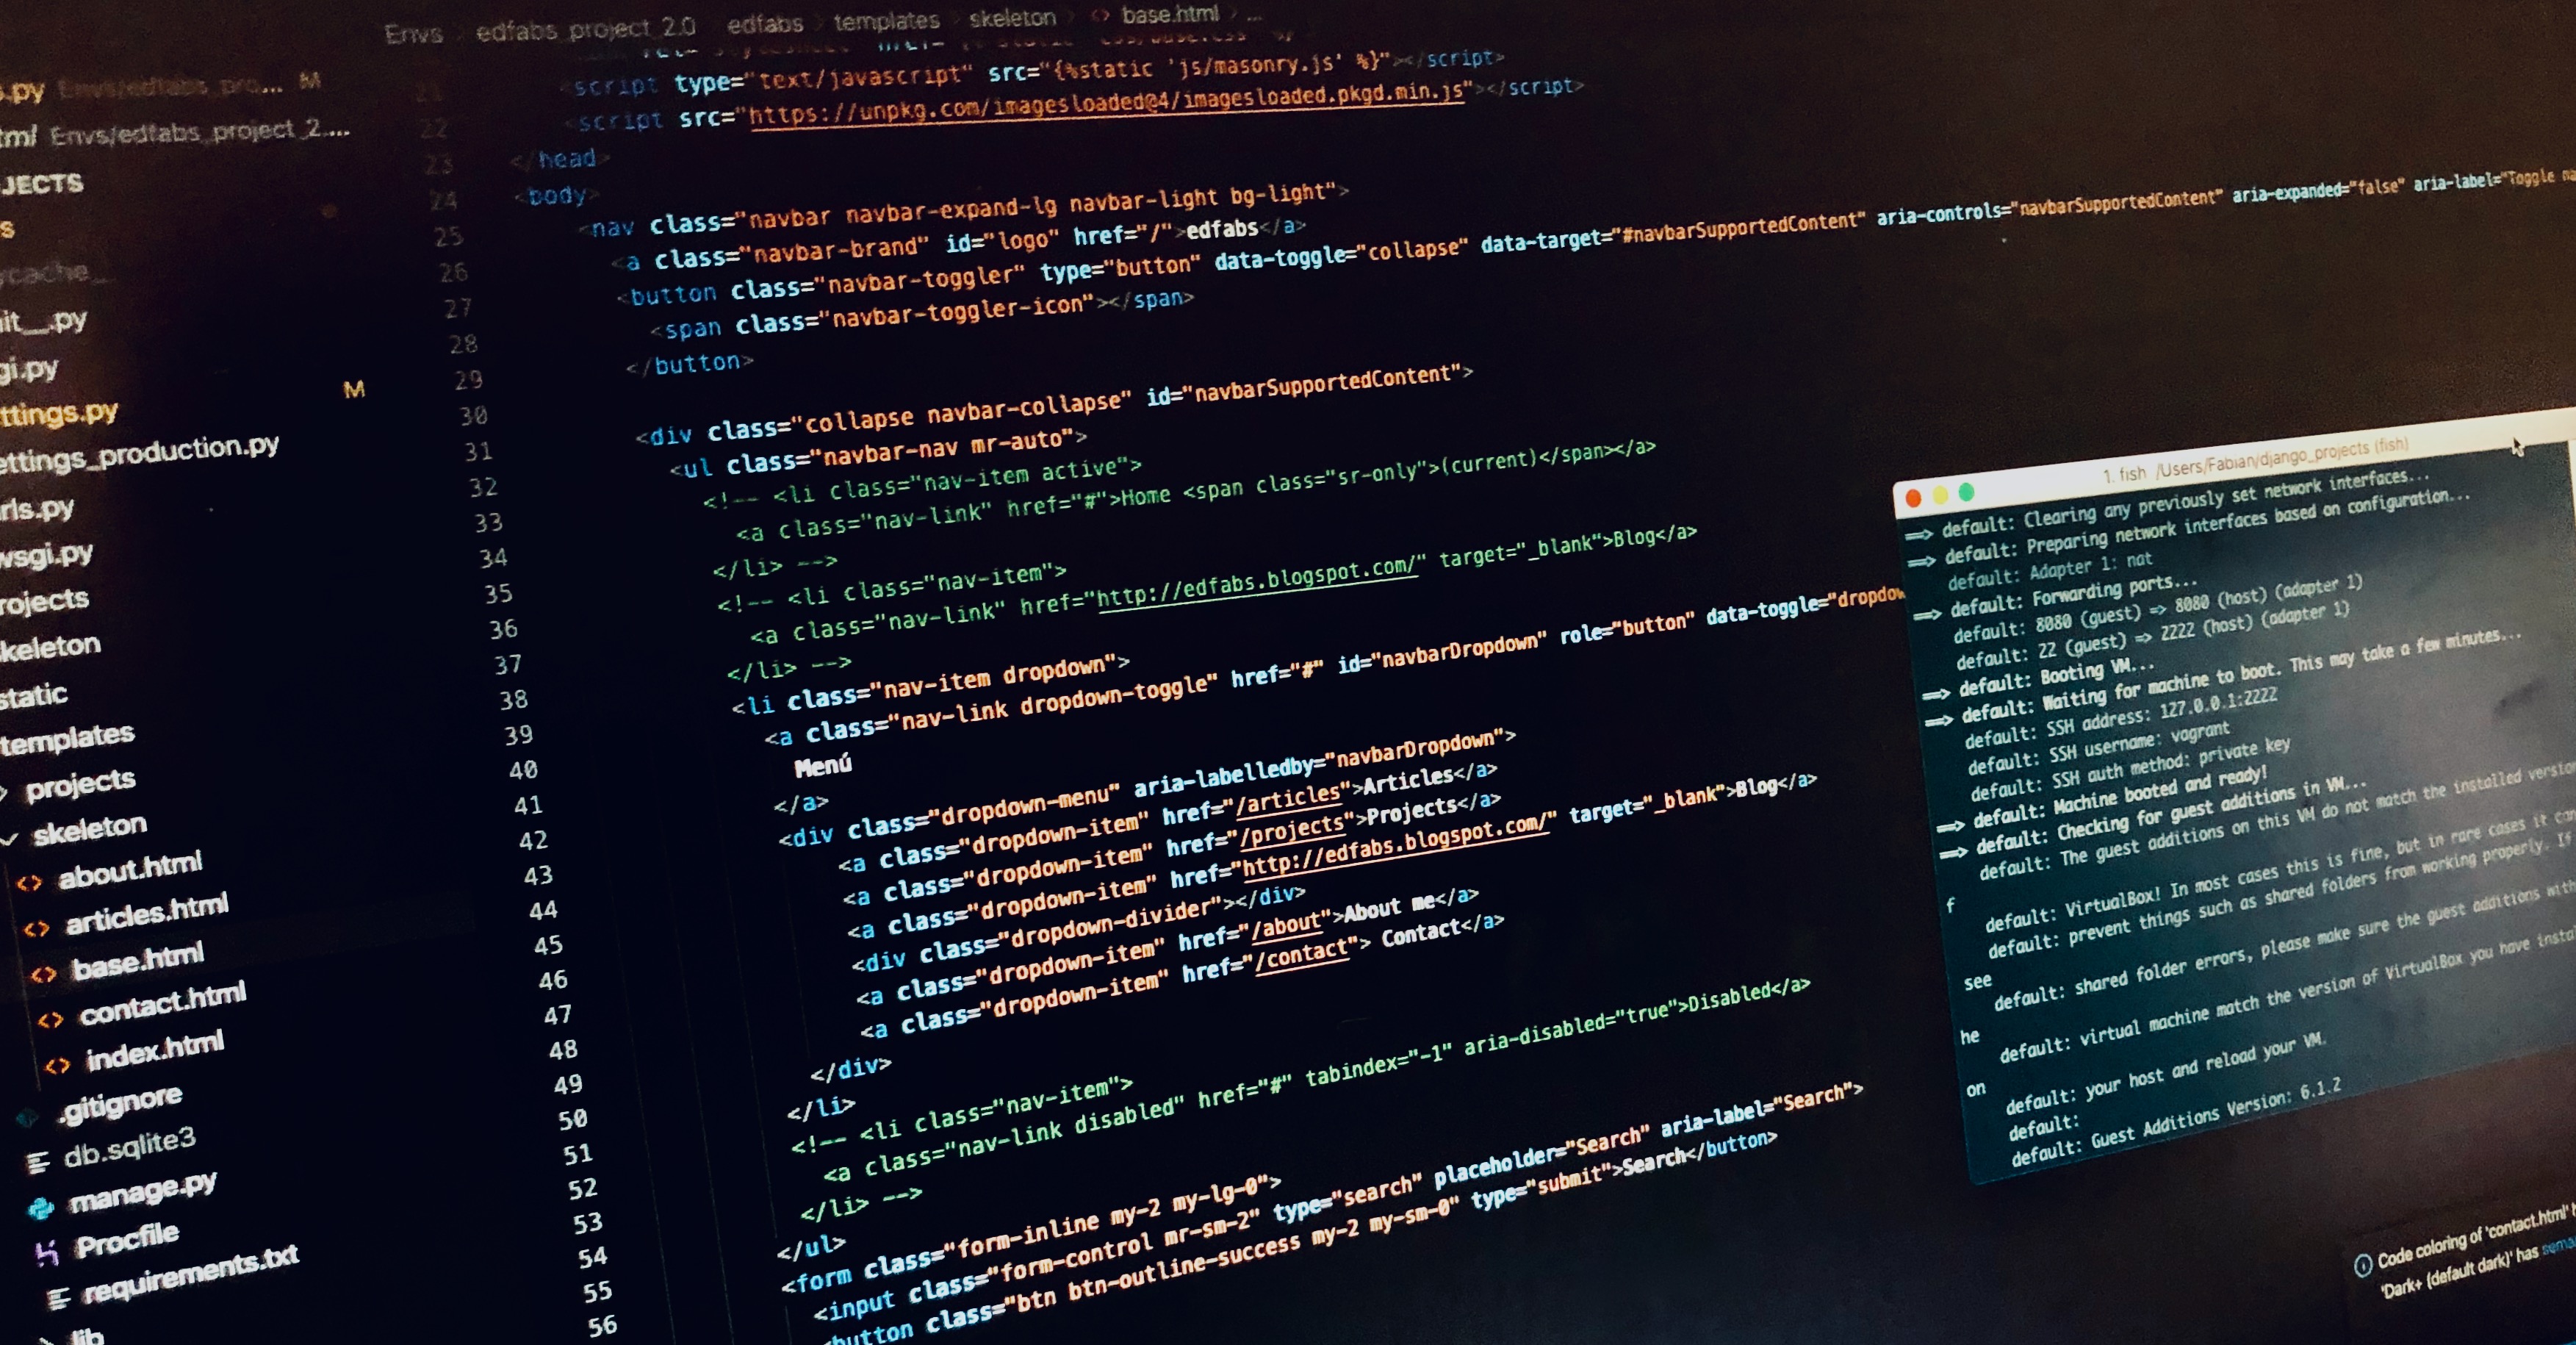 Envs edfabs_project_2.0 edfabs templates skeleton <> base.html ...
.py Envs/edfabs_pro... M
tml Envs/edfabs_project_2....
JECTS
s
cache__
it__.py
gi.py
ttings.py M
ettings_production.py
rls.py
wsgi.py
rojects
keleton
static
templates
projects
skeleton
<> about.html
<> articles.html
<> base.html
<> contact.html
<> index.html
.gitignore
db.sqlite3
manage.py
Procfile
requirements.txt
lib
21
22
23
24
25
26
27
28
29
30
31
32
33
34
35
36
37
38
39
40
41
42
43
44
45
46
47
48
49
50
51
52
53
54
55
56
<script type="text/javascript" src="{%static 'js/masonry.js' %}"></script>
<script src="https://unpkg.com/imagesloaded@4/imagesloaded.pkgd.min.js"></script>
</head>
<body>
<nav class="navbar navbar-expand-lg navbar-light bg-light">
<a class="navbar-brand" id="logo" href="/">edfabs</a>
<button class="navbar-toggler" type="button" data-toggle="collapse" data-target="#navbarSupportedContent" aria-controls="navbarSupportedContent" aria-expanded="false" aria-label="Toggle na
<span class="navbar-toggler-icon"></span>
</button>
<div class="collapse navbar-collapse" id="navbarSupportedContent">
<ul class="navbar-nav mr-auto">
<!-- <li class="nav-item active">
<a class="nav-link" href="#">Home <span class="sr-only">(current)</span></a>
</li> -->
<!-- <li class="nav-item">
<a class="nav-link" href="http://edfabs.blogspot.com/" target="_blank">Blog</a>
</li> -->
<li class="nav-item dropdown">
<a class="nav-link dropdown-toggle" href="#" id="navbarDropdown" role="button" data-toggle="dropdow
Menú
</a>
<div class="dropdown-menu" aria-labelledby="navbarDropdown">
<a class="dropdown-item" href="/articles">Articles</a>
<a class="dropdown-item" href="/projects">Projects</a>
<a class="dropdown-item" href="http://edfabs.blogspot.com/" target="_blank">Blog</a>
<div class="dropdown-divider"></div>
<a class="dropdown-item" href="/about">About me</a>
<a class="dropdown-item" href="/contact"> Contact</a>
</div>
</li>
<!-- <li class="nav-item">
<a class="nav-link disabled" href="#" tabindex="-1" aria-disabled="true">Disabled</a>
</li> -->
</ul>
<form class="form-inline my-2 my-lg-0">
<input class="form-control mr-sm-2" type="search" placeholder="Search" aria-label="Search">
<button class="btn btn-outline-success my-2 my-sm-0" type="submit">Search</button>
1. fish /Users/Fabian/django_projects (fish)
==> default: Clearing any previously set network interfaces...
==> default: Preparing network interfaces based on configuration...
default: Adapter 1: nat
==> default: Forwarding ports...
default: 8080 (guest) => 8080 (host) (adapter 1)
default: 22 (guest) => 2222 (host) (adapter 1)
==> default: Booting VM...
==> default: Waiting for machine to boot. This may take a few minutes...
default: SSH address: 127.0.0.1:2222
default: SSH username: vagrant
default: SSH auth method: private key
==> default: Machine booted and ready!
==> default: Checking for guest additions in VM...
default: The guest additions on this VM do not match the installed versio
f
default: VirtualBox! In most cases this is fine, but in rare cases it can
default: prevent things such as shared folders from working properly. If
see
default: shared folder errors, please make sure the guest additions with
he
default: virtual machine match the version of VirtualBox you have instal
on
default: your host and reload your VM.
default:
default: Guest Additions Version: 6.1.2
Code coloring of 'contact.html' h
'Dark+ (default dark)' has sema